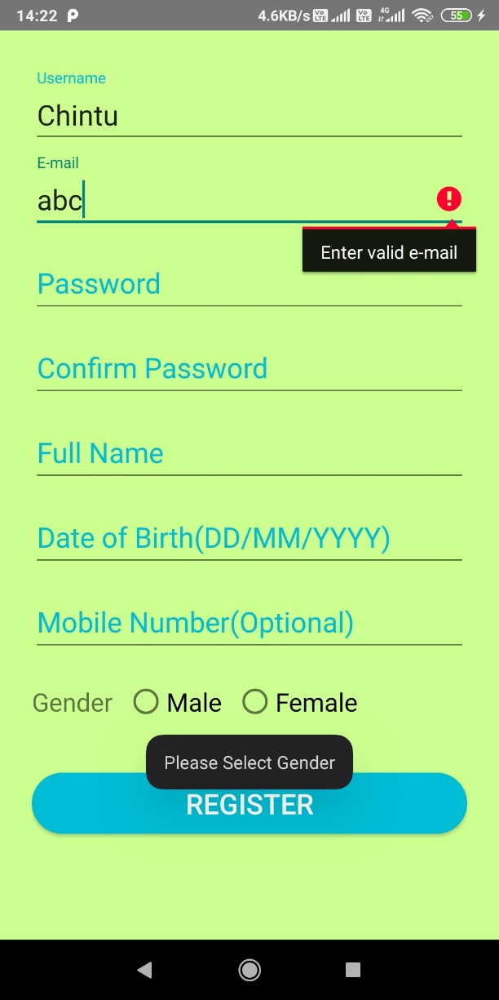 14:22 4.6KB/s Vo LTE Vo LTE 4G 55
Username
Chintu
E-mail
abc
Enter valid e-mail
Password
Confirm Password
Full Name
Date of Birth(DD/MM/YYYY)
Mobile Number(Optional)
Gender Male Female
Please Select Gender
REGISTER